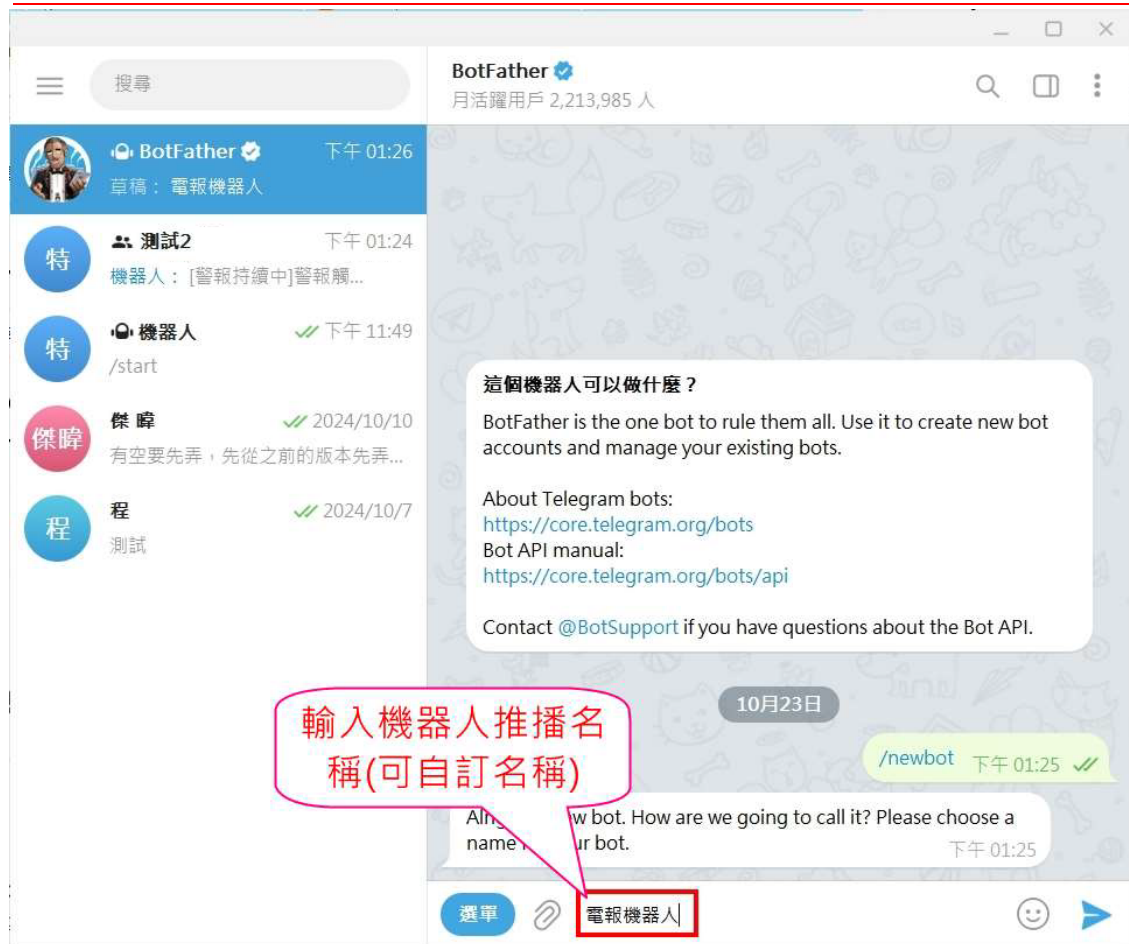 搜尋
BotFather
月活躍用戶 2,213,985 人
BotFather 下午 01:26
草稿： 電報機器人
特
測試2 下午 01:24
機器人： [警報持續中]警報觸...
特
機器人 下午 11:49
/start
傑暐
傑 暐 2024/10/10
有空要先弄，先從之前的版本先弄...
程
程 2024/10/7
測試
這個機器人可以做什麼？
BotFather is the one bot to rule them all. Use it to create new bot
accounts and manage your existing bots.
About Telegram bots:
https://core.telegram.org/bots
Bot API manual:
https://core.telegram.org/bots/api
Contact @BotSupport if you have questions about the Bot API.
10月23日
/newbot 下午 01:25
輸入機器人推播名
稱(可自訂名稱)
bot. How are we going to call it? Please choose a
name bot. 下午 01:25
選單
電報機器人